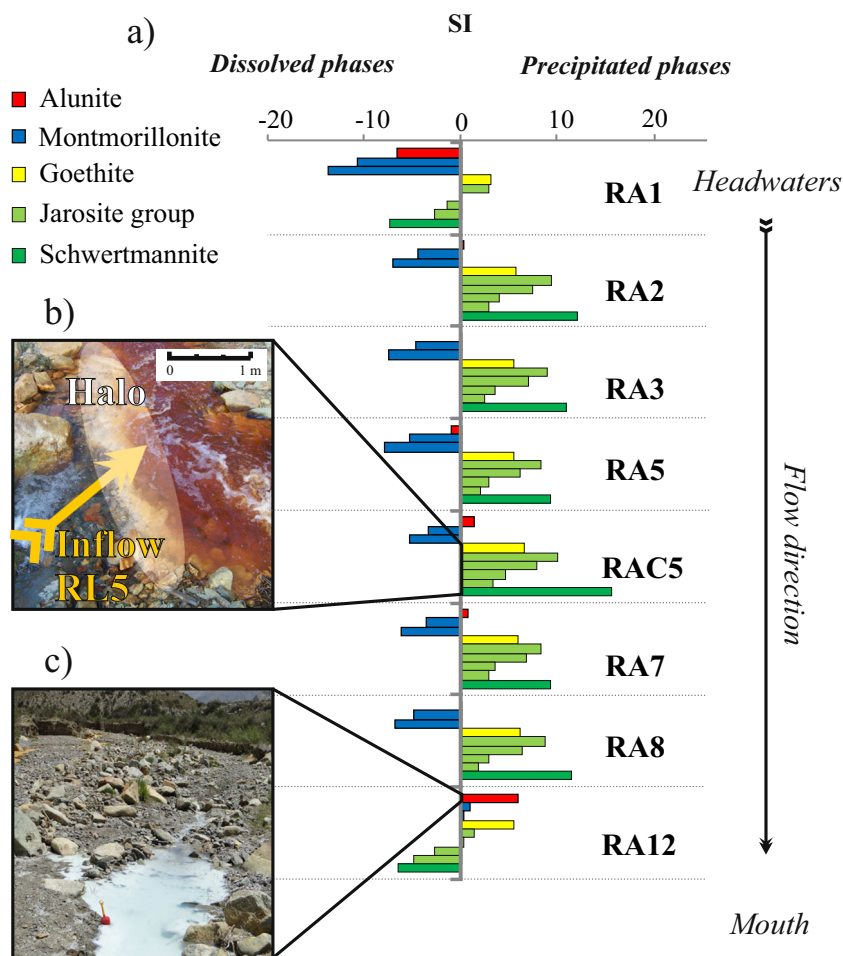 a)
SI
Dissolved phases
Precipitated phases
-20
-10
0
10
20
Alunite
Montmorillonite
Goethite
Jarosite group
Schwertmannite
RA1
RA2
RA3
RA5
RAC5
RA7
RA8
RA12
Headwaters
Flow direction
Mouth
b)
0
1 m
Halo
Inflow
RL5
c)